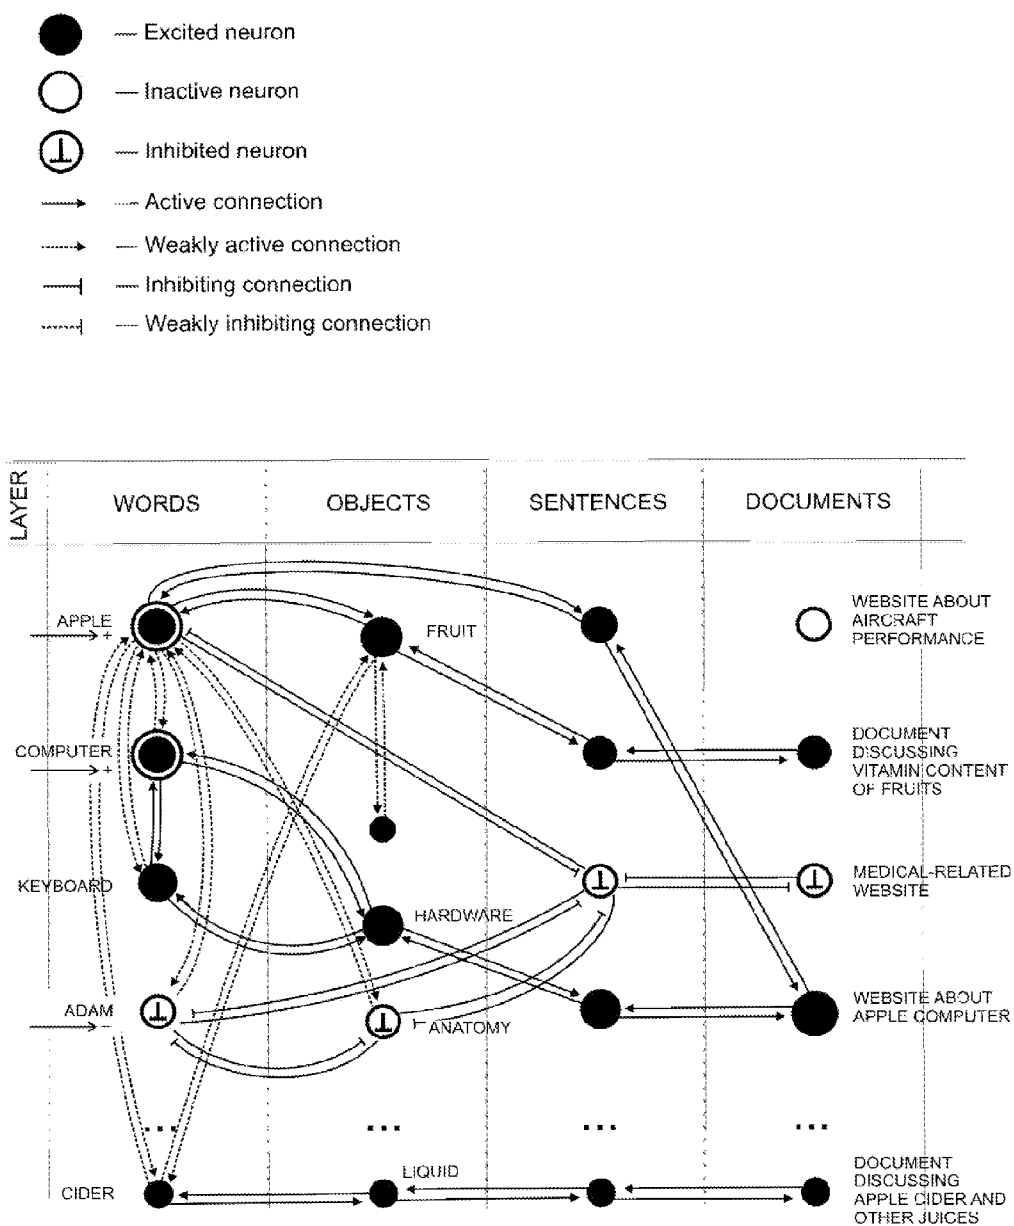 — Excited neuron
— Inactive neuron
— Inhibited neuron
— Active connection
— Weakly active connection
— Inhibiting connection
— Weakly inhibiting connection
LAYER
WORDS
OBJECTS
SENTENCES
DOCUMENTS
APPLE
+
FRUIT
WEBSITE ABOUT
AIRCRAFT
PERFORMANCE
COMPUTER
+
DOCUMENT
DISCUSSING
VITAMIN CONTENT
OF FRUITS
KEYBOARD
HARDWARE
MEDICAL-RELATED
WEBSITE
ADAM
–
ANATOMY
WEBSITE ABOUT
APPLE COMPUTER
... ... ... ...
CIDER
LIQUID
DOCUMENT
DISCUSSING
APPLE CIDER AND
OTHER JUICES